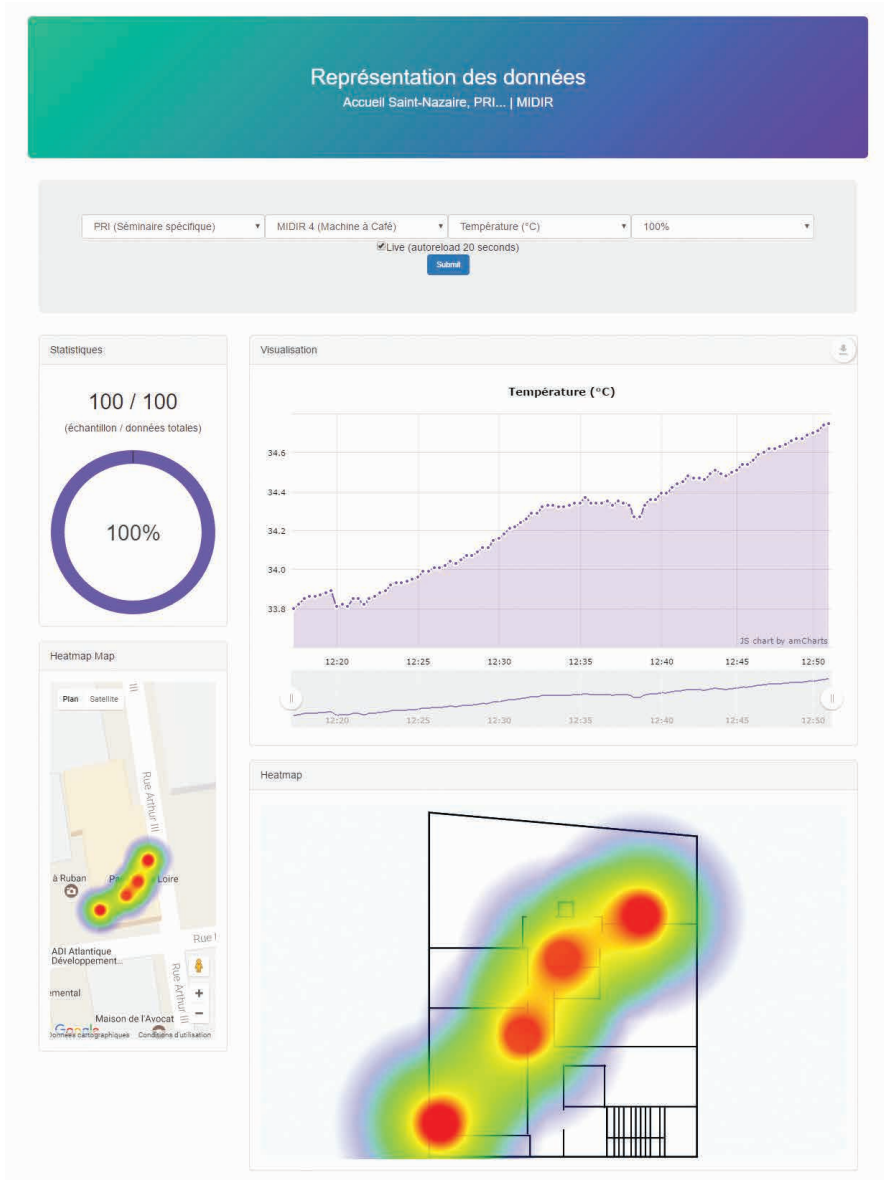 Représentation des données
Accueil Saint-Nazaire, PRI... | MIDIR
PRI (Séminaire spécifique)
MIDIR 4 (Machine à Café)
Température (°C)
100%
Live (autoreload 20 seconds)
Submit
Statistiques
100 / 100
(échantillon / données totales)
100%
Visualisation
Température (°C)
34.6
34.4
34.2
34.0
33.8
JS chart by amCharts
12:20 12:25 12:30 12:35 12:40 12:45 12:50
12:20 12:25 12:30 12:35 12:40 12:45 12:50
Heatmap Map
Plan Satellite
Rue Arthur III
à Ruban
Loire
Rue
ADI Atlantique
Développement...
Rue Arthur III
emental
Maison de l'Avocat
Google
Données cartographiques Conditions d'utilisation
Heatmap